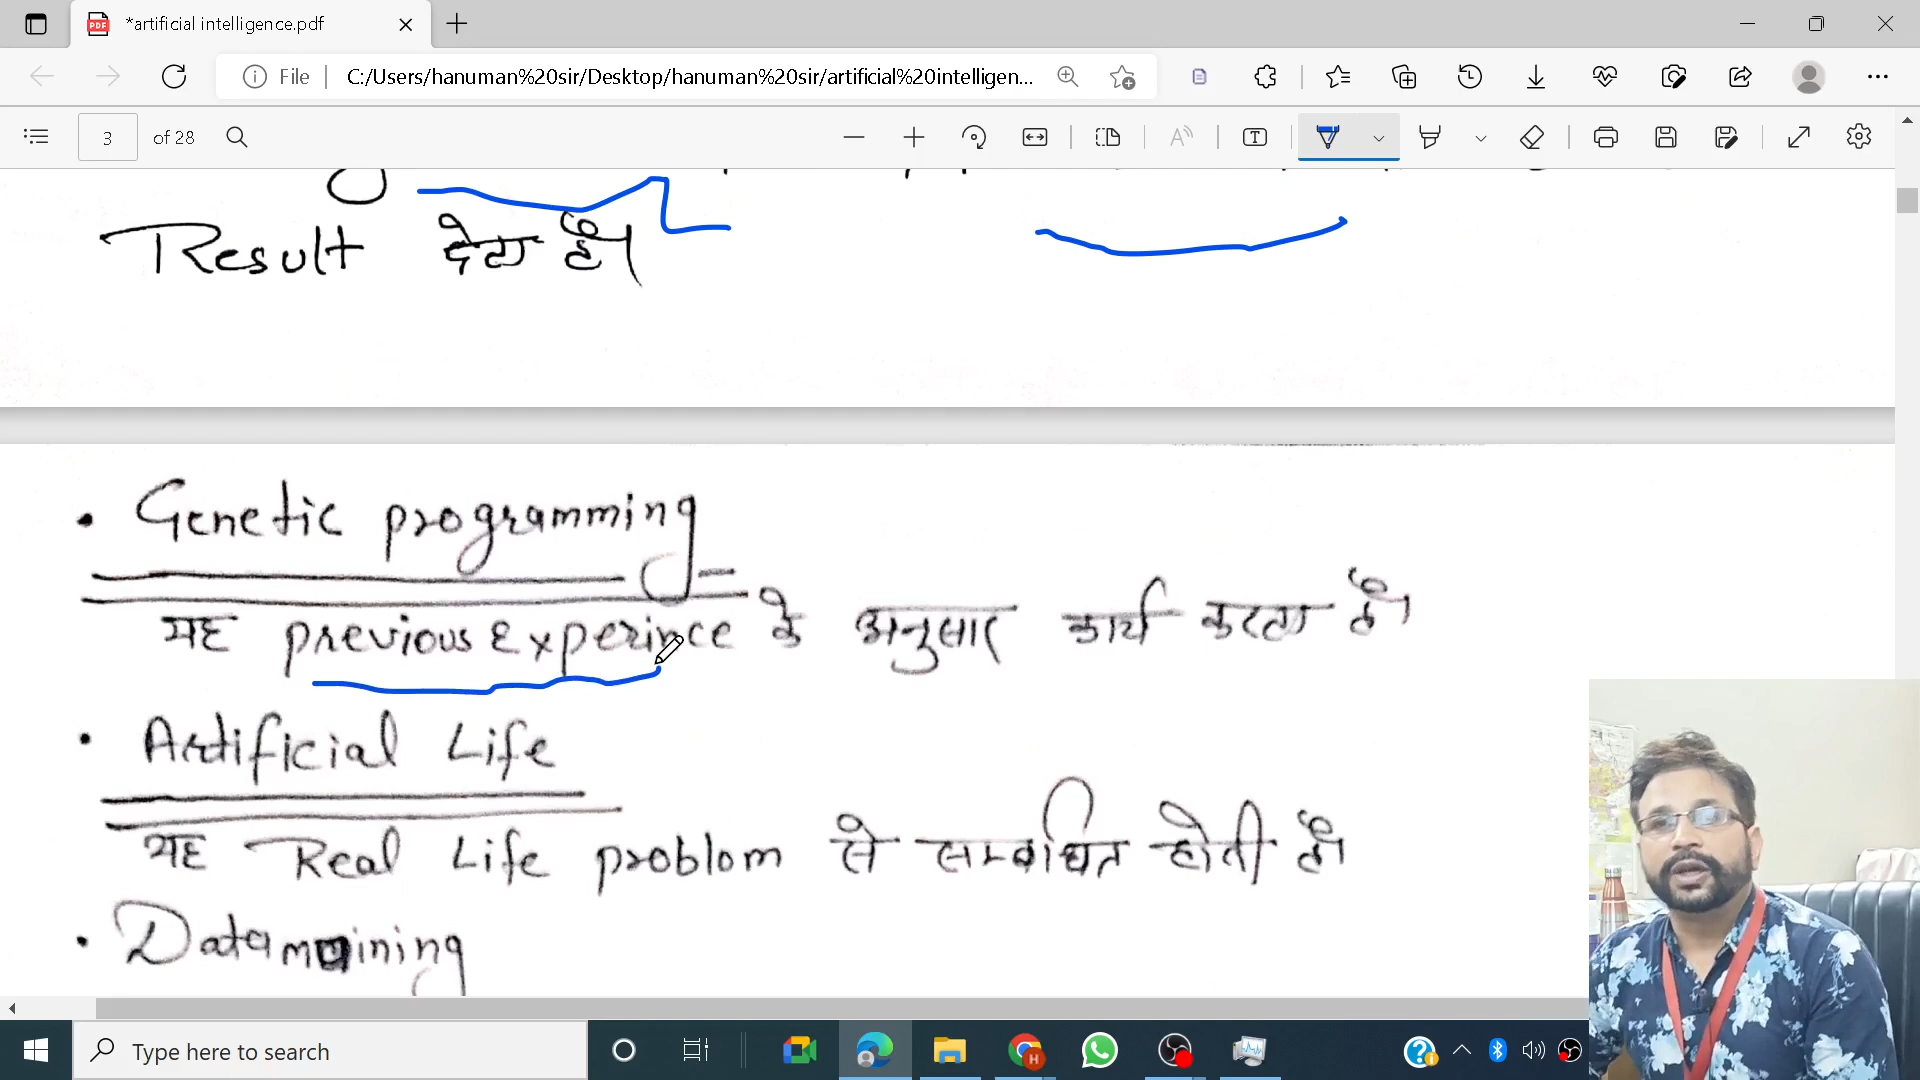 *artificial intelligence.pdf
File
C:/Users/hanuman%20sir/Desktop/hanuman%20sir/artificial%20intelligen...
3 of 28
Result देता है।
• Genetic programming
यह previous experince के अनुसार कार्य करता है।
• Artificial Life
यह Real Life problom से सम्बंधित होती है।
• Datamining
Type here to search